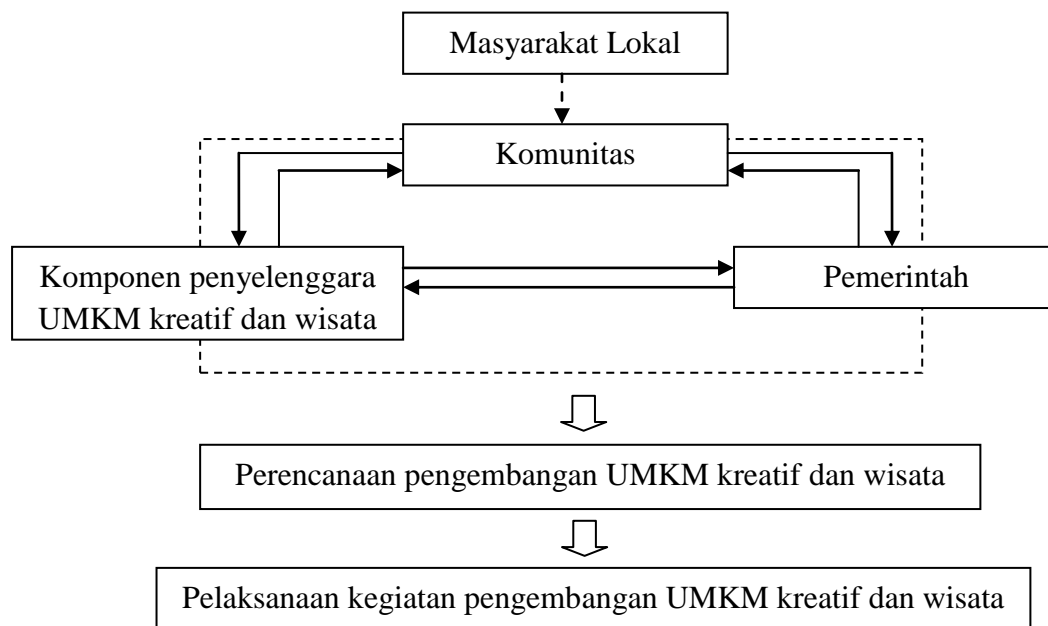 Masyarakat Lokal
Komunitas
Komponen penyelenggara
UMKM kreatif dan wisata
Pemerintah
Perencanaan pengembangan UMKM kreatif dan wisata
Pelaksanaan kegiatan pengembangan UMKM kreatif dan wisata